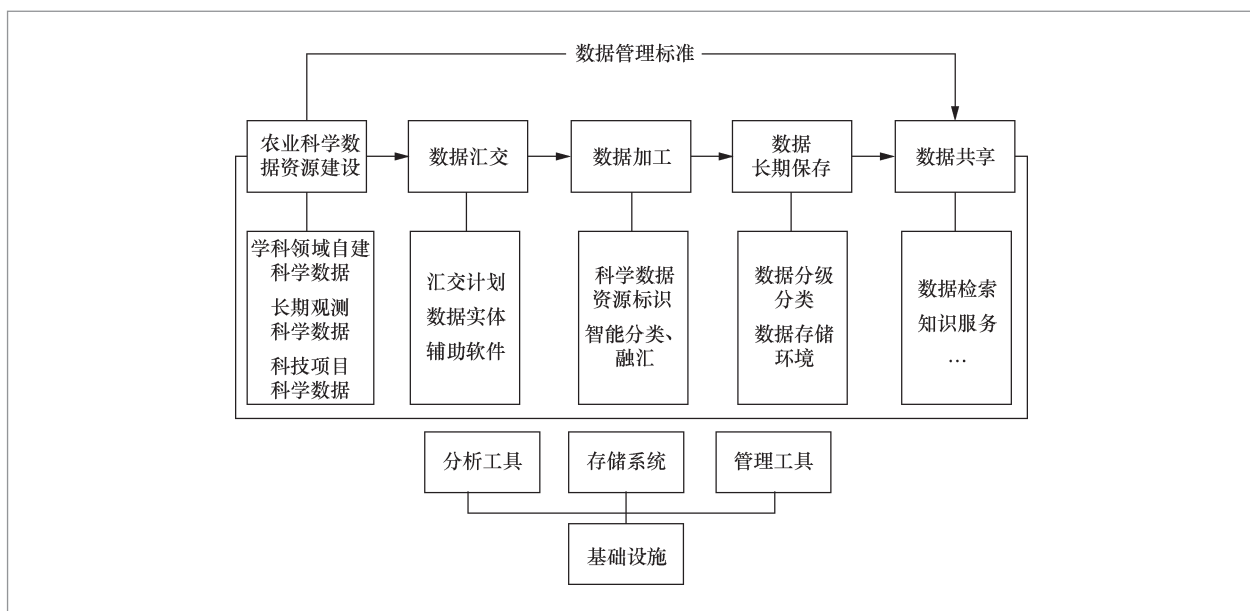 数据管理标准
农业科学数
据资源建设
数据汇交
数据加工
数据
长期保存
数据共享
学科领域自建
科学数据
长期观测
科学数据
科技项目
科学数据
汇交计划
数据实体
辅助软件
科学数据
资源标识
智能分类、
融汇
数据分级
分类
数据存储
环境
数据检索
知识服务
…
分析工具
存储系统
管理工具
基础设施